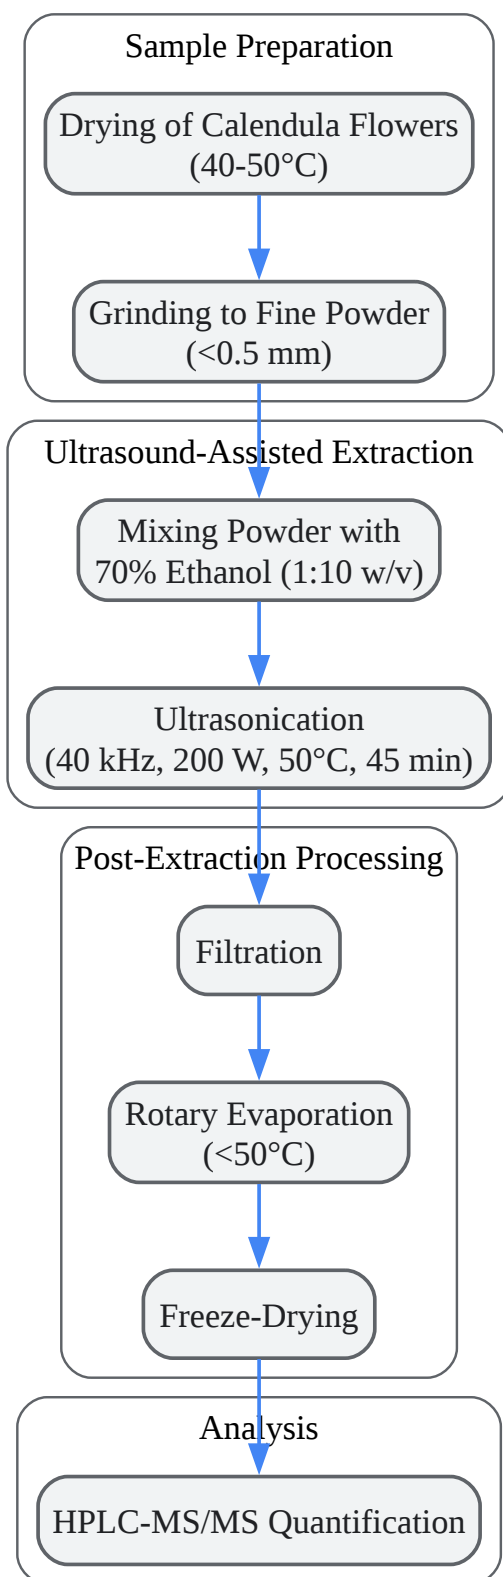 Sample Preparation
Drying of Calendula Flowers
(40-50°C)
Grinding to Fine Powder
(<0.5 mm)
Ultrasound-Assisted Extraction
Mixing Powder with
70% Ethanol (1:10 w/v)
Ultrasonication
(40 kHz, 200 W, 50°C, 45 min)
Post-Extraction Processing
Filtration
Rotary Evaporation
(<50°C)
Freeze-Drying
Analysis
HPLC-MS/MS Quantification